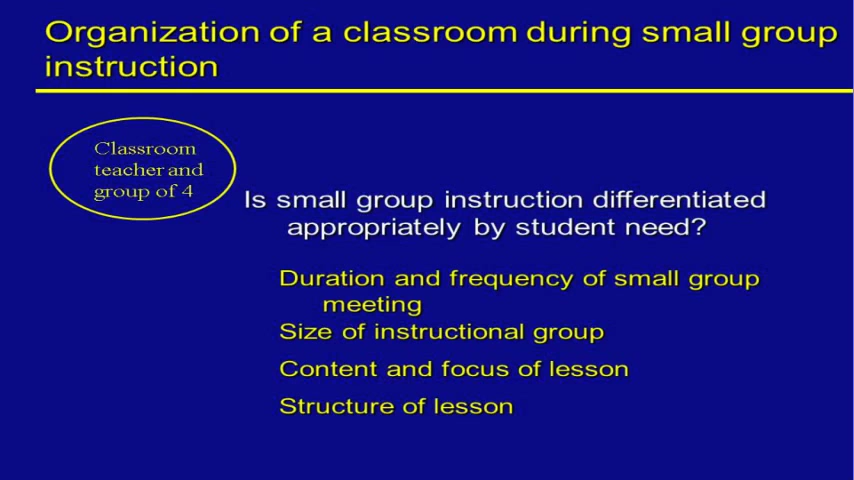 Organization of a classroom during small group
instruction
Classroom
teacher and
group of 4
Is small group instruction differentiated
appropriately by student need?
Duration and frequency of small group
meeting
Size of instructional group
Content and focus of lesson
Structure of lesson